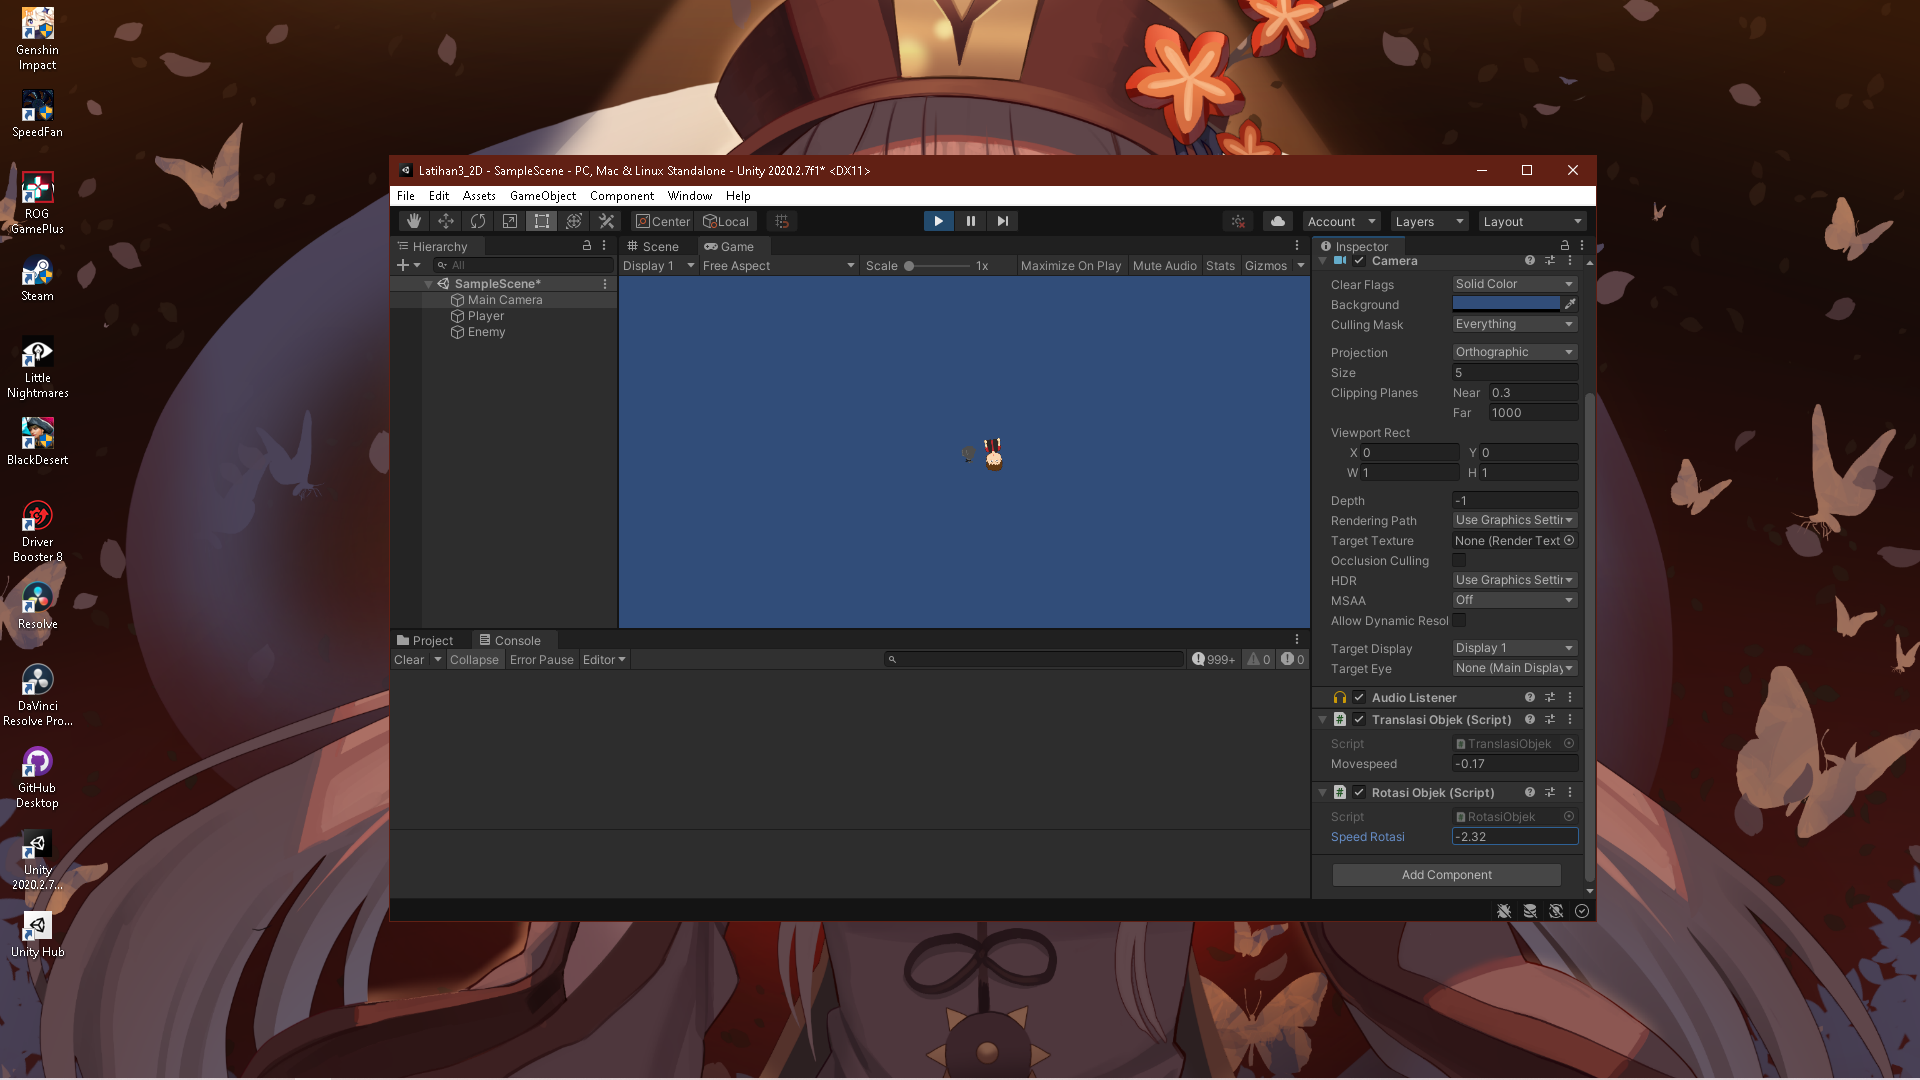 Genshin
Impact
SpeedFan
ROG
GamePlus
Steam
Little
Nightmares
BlackDesert
Driver
Booster 8
Resolve
DaVinci
Resolve Pro...
GitHub
Desktop
Unity
2020.2.7...
Unity Hub
Latihan3_2D - SampleScene - PC, Mac & Linux Standalone - Unity 2020.2.7f1* <DX11>
File Edit Assets GameObject Component Window Help
Center Local Account Layers Layout
Hierarchy
All
SampleScene*
Main Camera
Player
Enemy
Scene Game
Display 1 Free Aspect Scale 1x Maximize On Play Mute Audio Stats Gizmos
Project Console
Clear Collapse Error Pause Editor 999+ 0 0
Inspector
Camera
Clear Flags Solid Color
Background
Culling Mask Everything
Projection Orthographic
Size 5
Clipping Planes Near 0.3
Far 1000
Viewport Rect
X 0 Y 0
W 1 H 1
Depth -1
Rendering Path Use Graphics Settir
Target Texture None (Render Text
Occlusion Culling
HDR Use Graphics Settir
MSAA Off
Allow Dynamic Resol
Target Display Display 1
Target Eye None (Main Display
Audio Listener
# Translasi Objek (Script)
Script TranslasiObjek
Movespeed -0.17
# Rotasi Objek (Script)
Script RotasiObjek
Speed Rotasi -2.32
Add Component